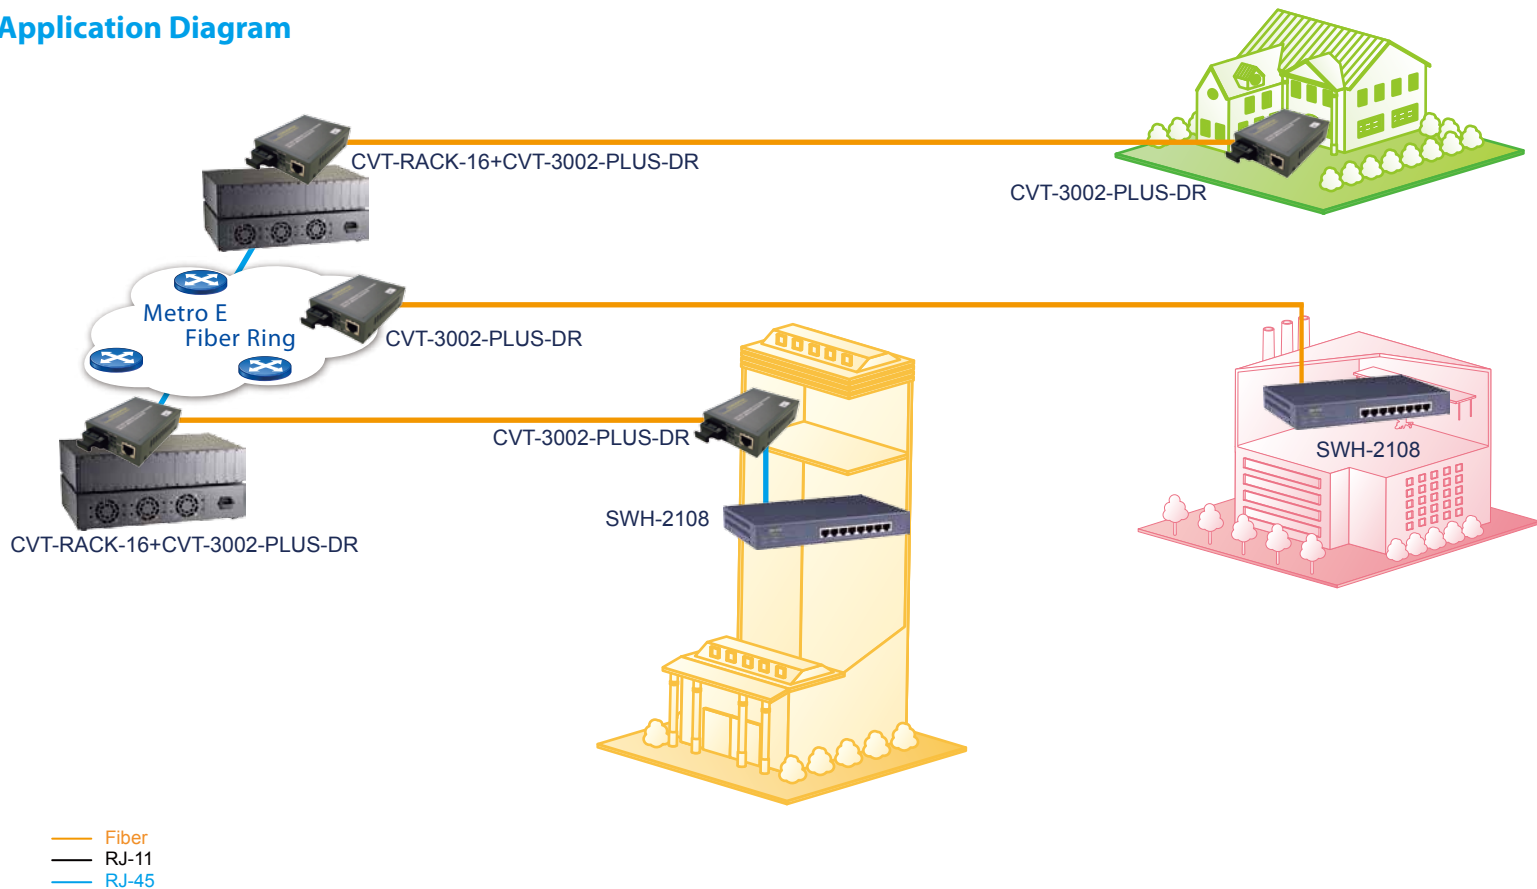 Application Diagram
CVT-RACK-16+CVT-3002-PLUS-DR
CVT-3002-PLUS-DR
Metro E
Fiber Ring
CVT-3002-PLUS-DR
CVT-3002-PLUS-DR
SWH-2108
SWH-2108
CVT-RACK-16+CVT-3002-PLUS-DR
Fiber
RJ-11
RJ-45